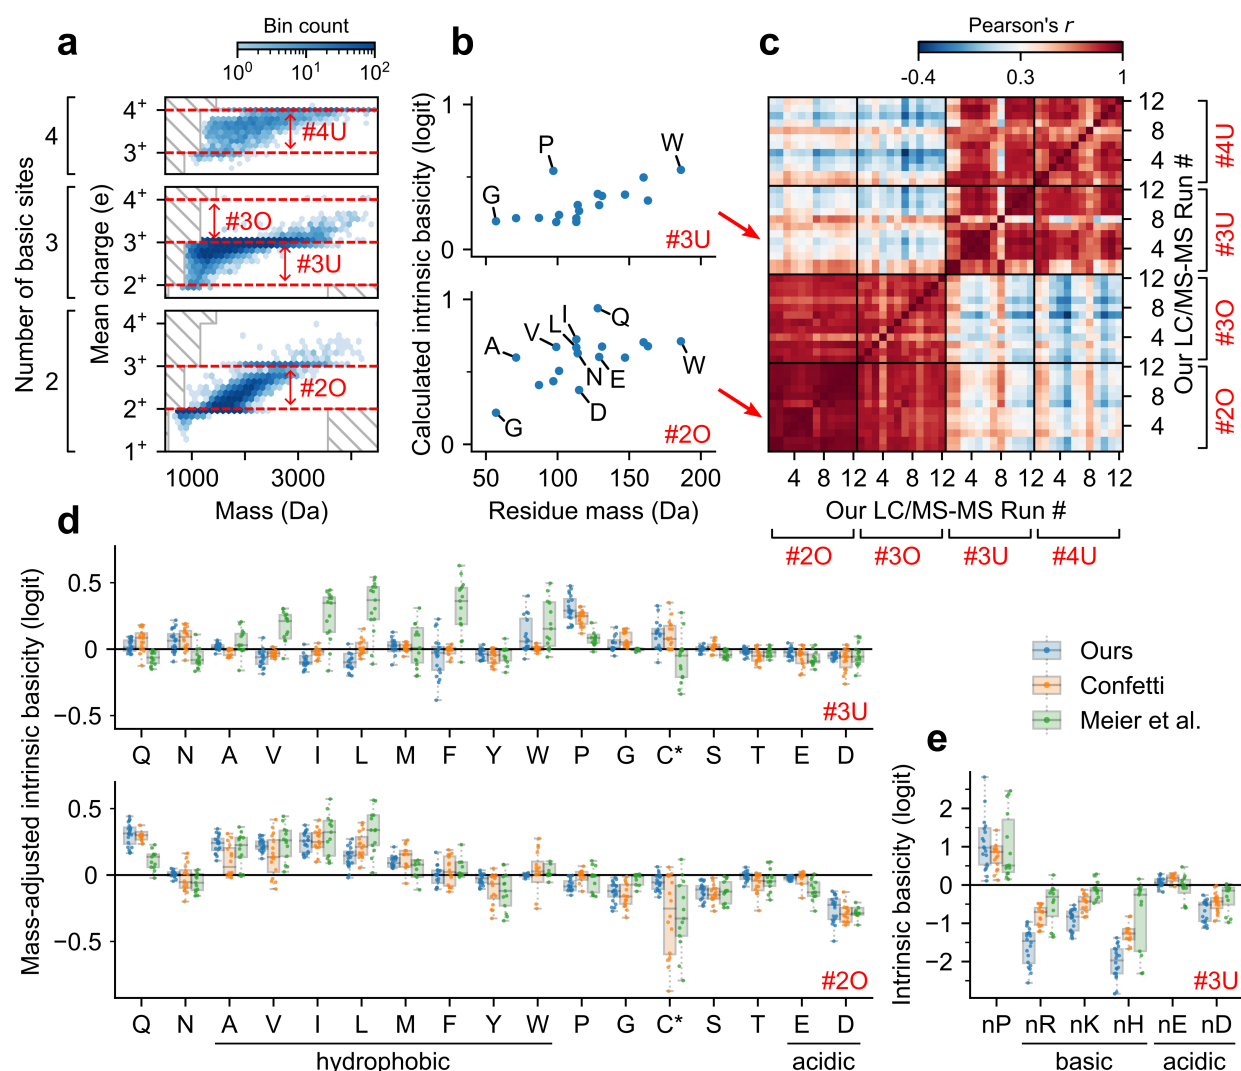 a
Bin count
10⁰ 10¹ 10²
Number of basic sites
4
3
2
Mean charge (e)
4⁺
3⁺
#4U
4⁺
3⁺
2⁺
#3O
#3U
4⁺
3⁺
2⁺
1⁺
#2O
1000 3000
Mass (Da)
b
Calculated intrinsic basicity (logit)
1
0
G
P
W
#3U
1
0
A
V
L
I
Q
N
E
D
G
W
#2O
50 100 150 200
Residue mass (Da)
c
Pearson's r
-0.4 0.3 1
12
8
4
12
8
4
12
8
4
12
8
4
Our LC/MS-MS Run #
#4U
#3U
#3O
#2O
4 8 12 4 8 12 4 8 12 4 8 12
Our LC/MS-MS Run #
#2O #3O #3U #4U
d
Mass-adjusted intrinsic basicity (logit)
0.5
0
−0.5
#3U
Q N A V I L M F Y W P G C* S T E D
0.5
0
−0.5
#2O
Q N A V I L M F Y W P G C* S T E D
hydrophobic acidic
Ours
Confetti
Meier et al.
e
Intrinsic basicity (logit)
2
1
0
−1
−2
#3U
nP nR nK nH nE nD
basic acidic